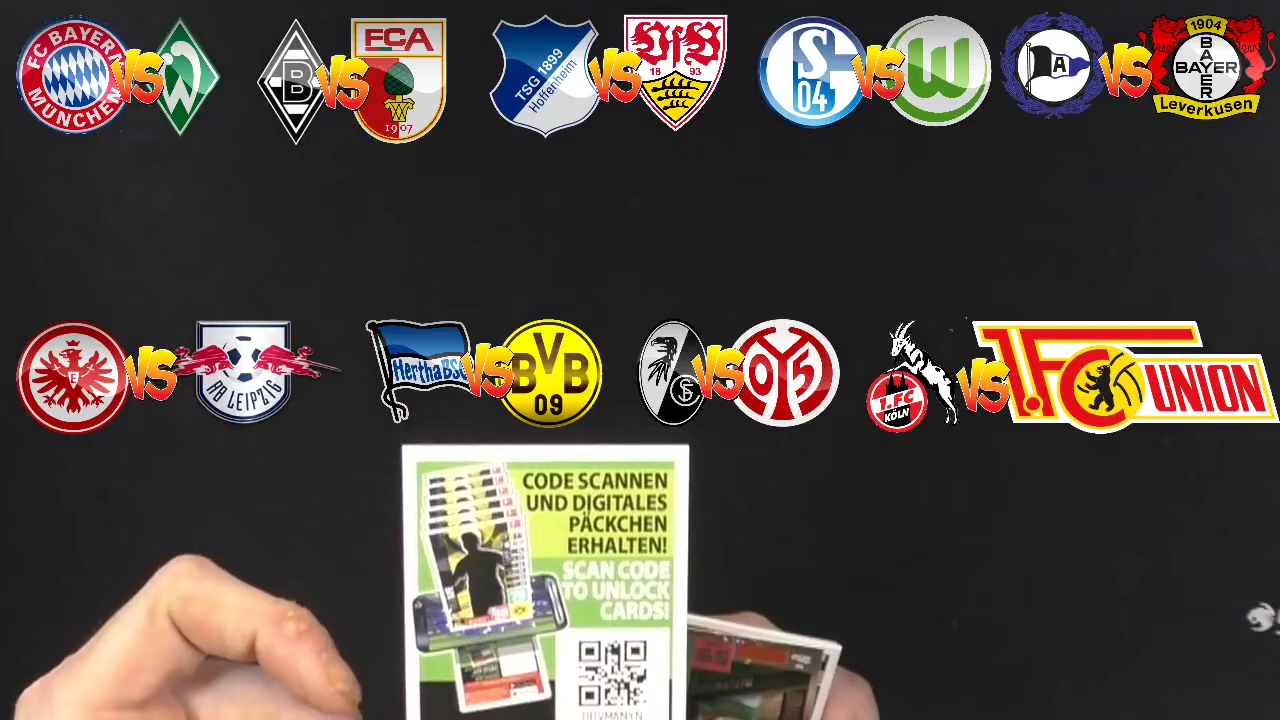 FC BAYERN MÜNCHEN
VS
W
B
VS
FCA
1907
TSG 1899
Hoffenheim
VS
VfB
18 93
S
04
VS
W
A
VS
1904
BAYER
BAYER
Leverkusen
F
VS
RB LEIPZIG
Hertha BSC
VS
BVB
09
SC
VS
05
1.FC
KÖLN
VS
1.FC UNION
CODE SCANNEN
UND DIGITALES
PÄCKCHEN
ERHALTEN!
SCAN CODE
TO UNLOCK
CARDS!